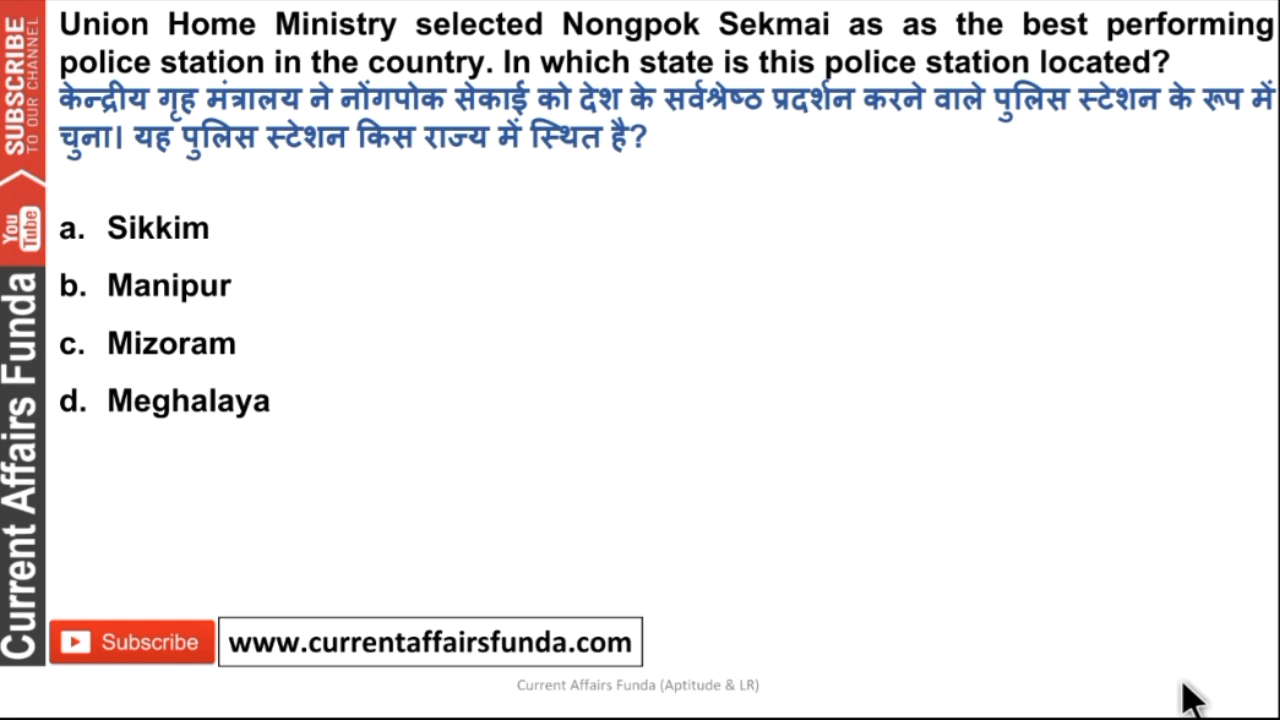 Union Home Ministry selected Nongpok Sekmai as as the best performing
police station in the country. In which state is this police station located?
केन्द्रीय गृह मंत्रालय ने नोंगपोक सेकाई को देश के सर्वश्रेष्ठ प्रदर्शन करने वाले पुलिस स्टेशन के रूप में
चुना। यह पुलिस स्टेशन किस राज्य में स्थित है?
a. Sikkim
b. Manipur
c. Mizoram
d. Meghalaya
SUBSCRIBE
TO OUR CHANNEL
You
Tube
Current Affairs Funda
Subscribe
www.currentaffairsfunda.com
Current Affairs Funda (Aptitude & LR)